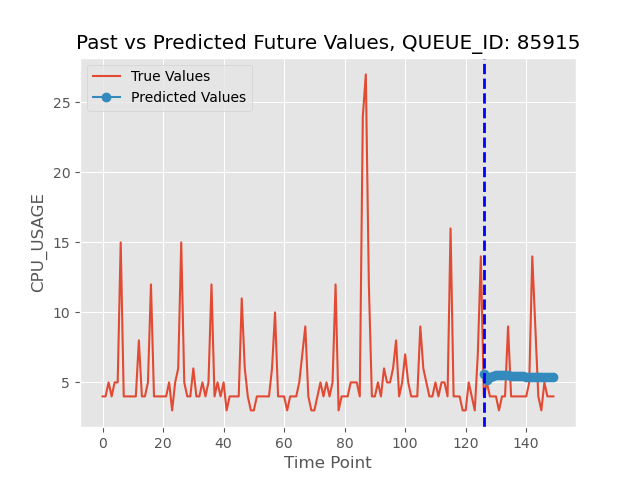 Past vs Predicted Future Values, QUEUE_ID: 85915
True Values
Predicted Values
CPU_USAGE
25
20
15
10
5
0 20 40 60 80 100 120 140
Time Point